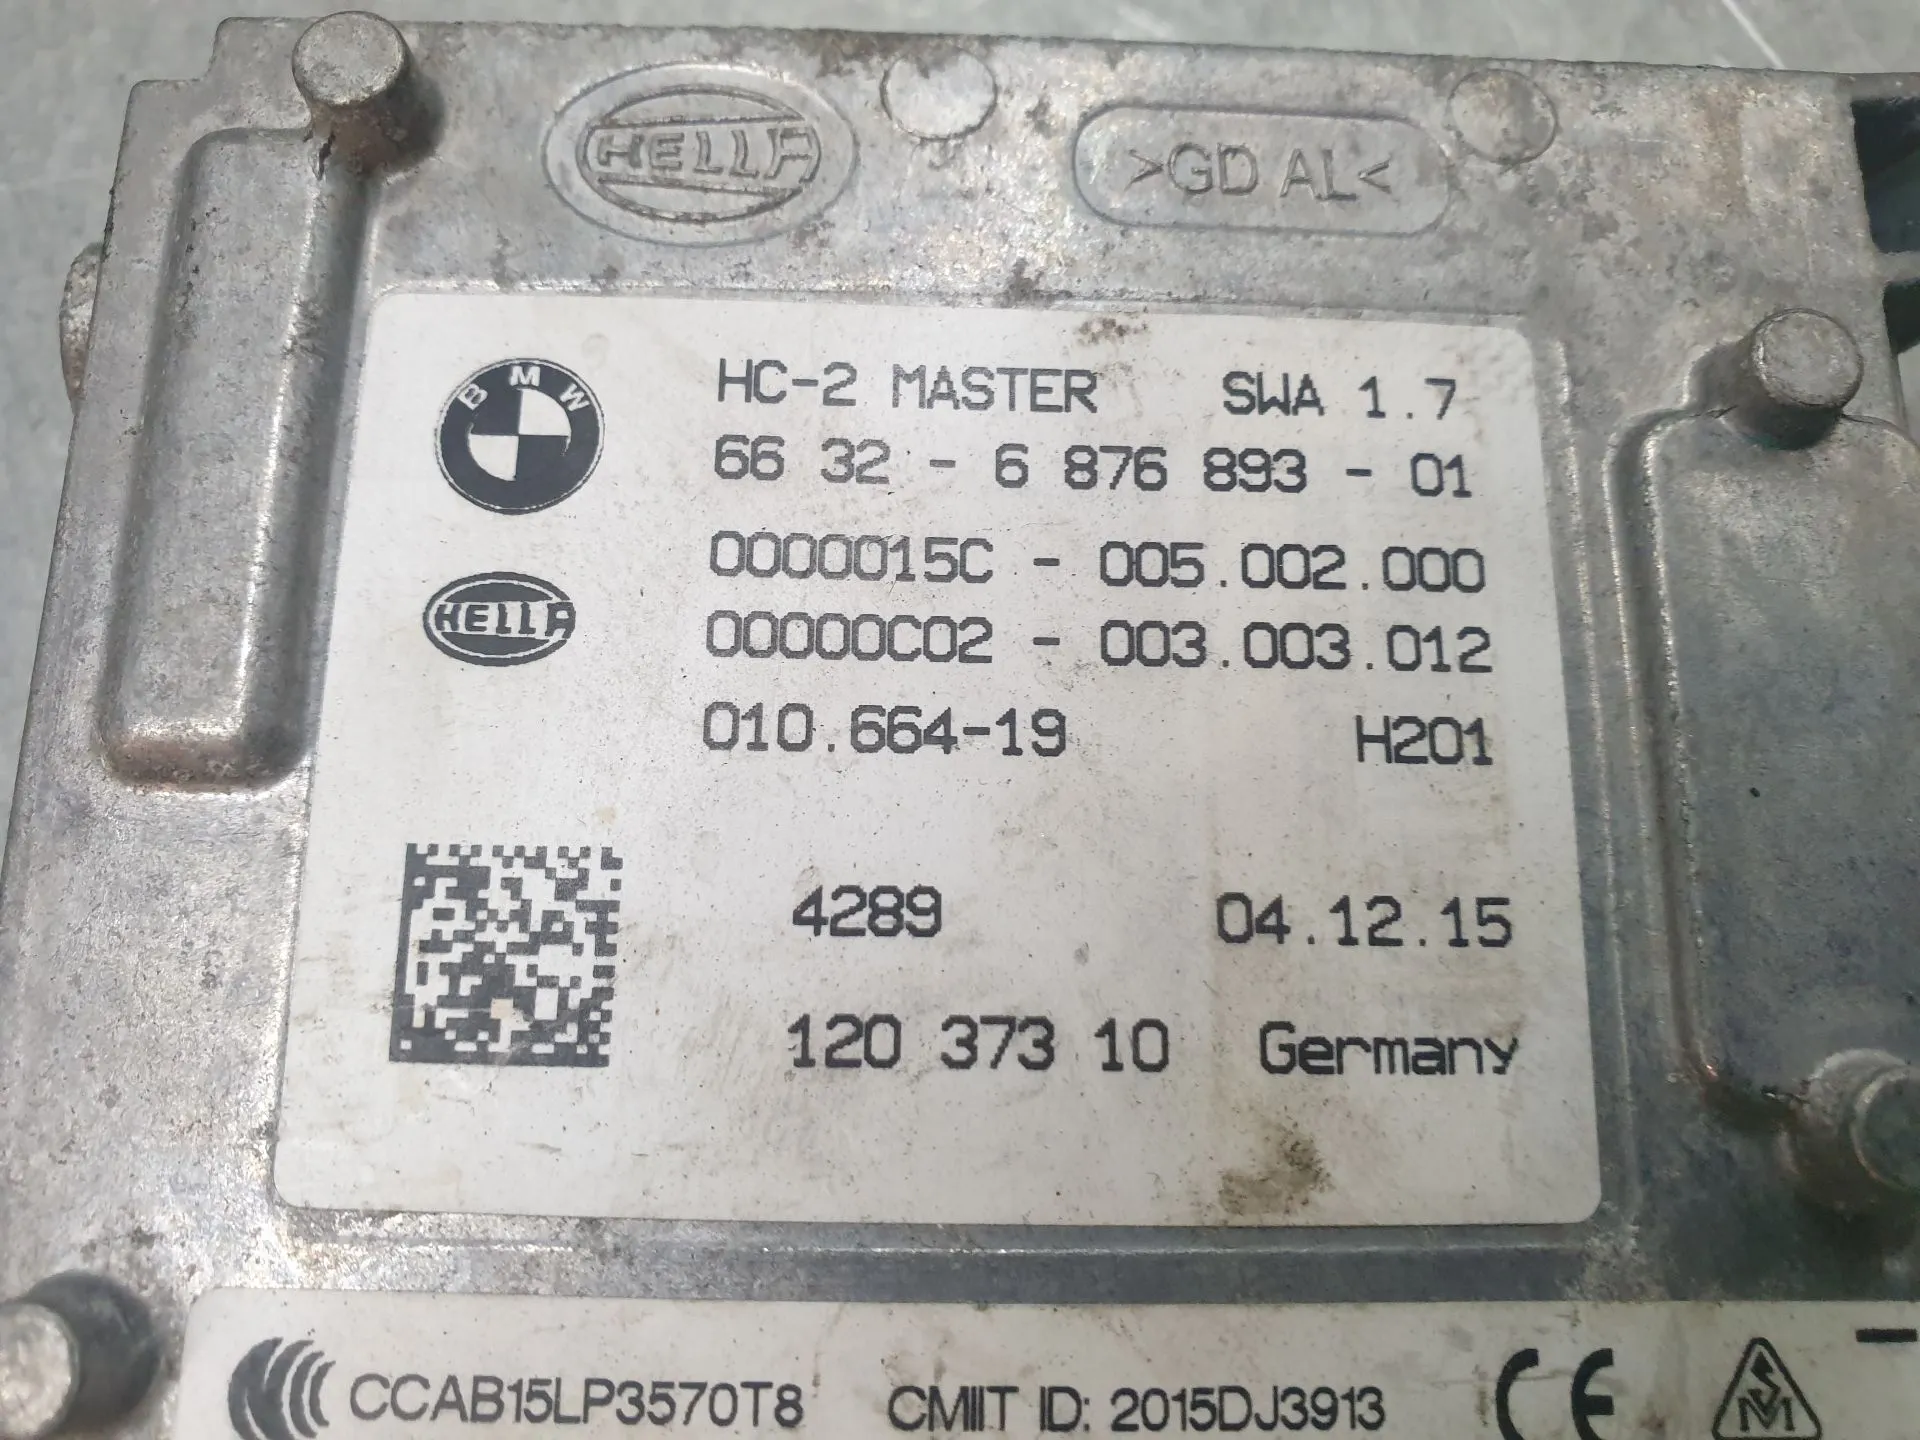 HELLA
>GD AL<
BMW
HC-2 MASTER SWA 1.7
66 32 - 6 876 893 - 01
0000015C - 005.002.000
HELLA
00000C02 - 003.003.012
010.664-19 H201
4289 04.12.15
120 373 10 Germany
CCAB15LP3570T8 CMIIT ID: 2015DJ3913 CE